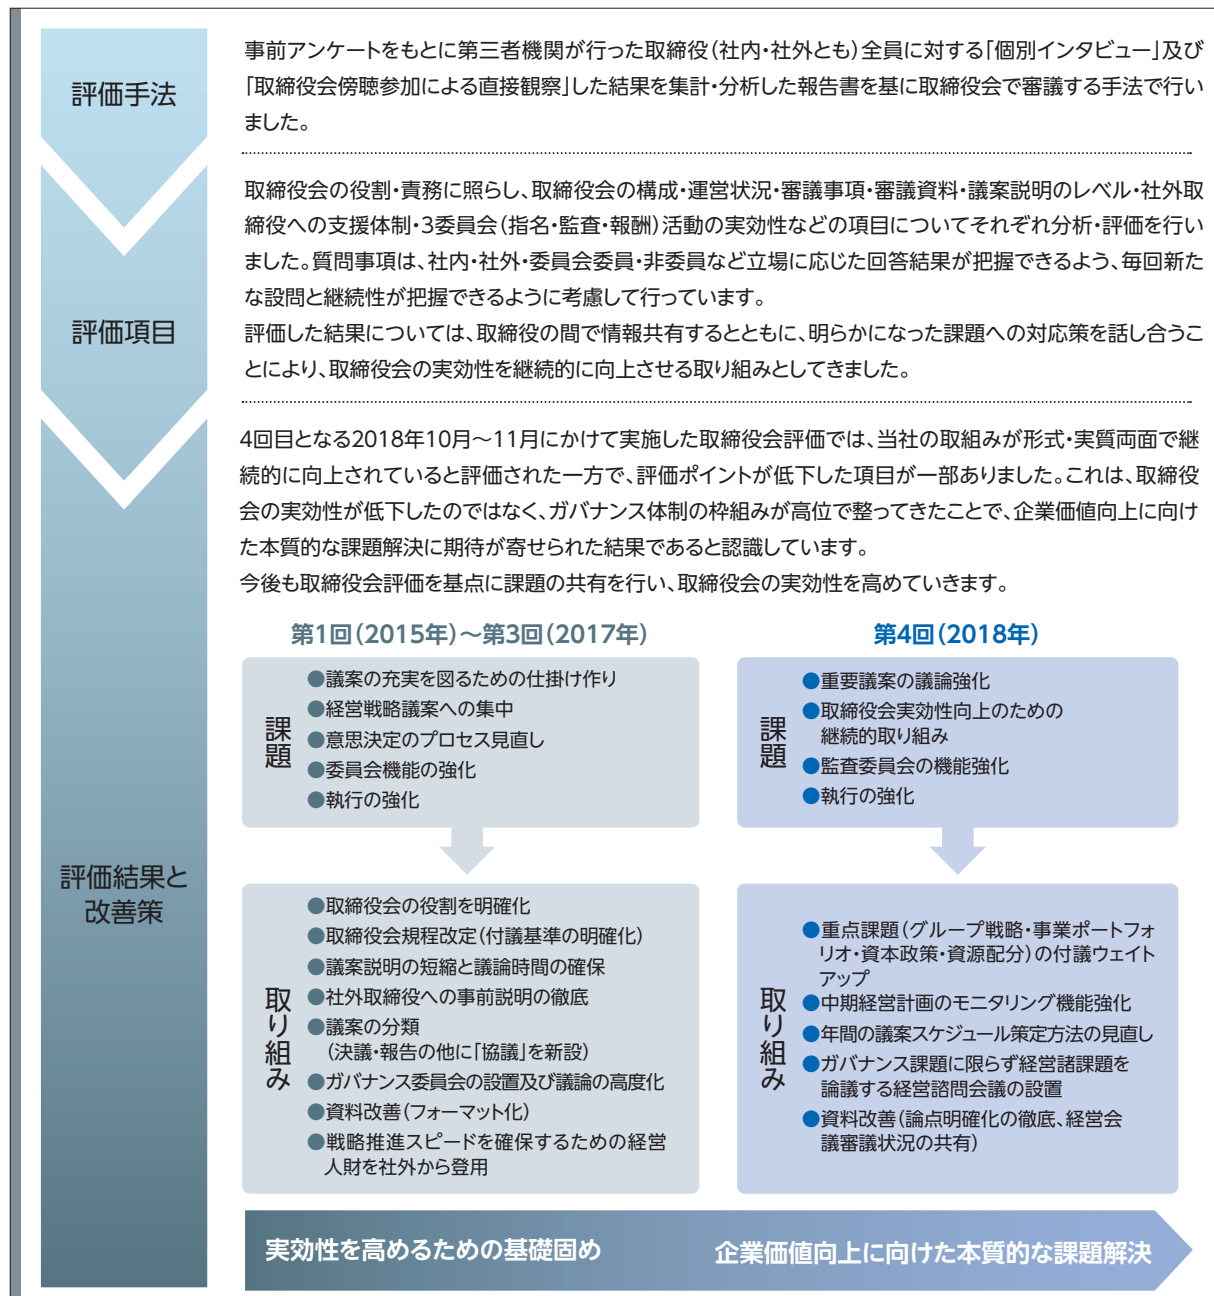 評価手法
事前アンケートをもとに第三者機関が行った取締役(社内・社外とも)全員に対する「個別インタビュー」及び
「取締役会傍聴参加による直接観察」した結果を集計・分析した報告書を基に取締役会で審議する手法で行い
ました。
評価項目
取締役会の役割・責務に照らし、取締役会の構成・運営状況・審議事項・審議資料・議案説明のレベル・社外取
締役への支援体制・3委員会(指名・監査・報酬)活動の実効性などの項目についてそれぞれ分析・評価を行い
ました。質問事項は、社内・社外・委員会委員・非委員など立場に応じた回答結果が把握できるよう、毎回新た
な設問と継続性が把握できるように考慮して行っています。
評価した結果については、取締役の間で情報共有するとともに、明らかになった課題への対応策を話し合うこ
とにより、取締役会の実効性を継続的に向上させる取り組みとしてきました。
評価結果と
改善策
4回目となる2018年10月～11月にかけて実施した取締役会評価では、当社の取組みが形式・実質両面で継
続的に向上されていると評価された一方で、評価ポイントが低下した項目が一部ありました。これは、取締役
会の実効性が低下したのではなく、ガバナンス体制の枠組みが高位で整ってきたことで、企業価値向上に向け
た本質的な課題解決に期待が寄せられた結果であると認識しています。
今後も取締役会評価を基点に課題の共有を行い、取締役会の実効性を高めていきます。
第1回(2015年)～第3回(2017年)
課題
●議案の充実を図るための仕掛け作り
●経営戦略議案への集中
●意思決定のプロセス見直し
●委員会機能の強化
●執行の強化
取り組み
●取締役会の役割を明確化
●取締役会規程改定(付議基準の明確化)
●議案説明の短縮と議論時間の確保
●社外取締役への事前説明の徹底
●議案の分類
(決議・報告の他に「協議」を新設)
●ガバナンス委員会の設置及び議論の高度化
●資料改善(フォーマット化)
●戦略推進スピードを確保するための経営
人財を社外から登用
第4回(2018年)
課題
●重要議案の議論強化
●取締役会実効性向上のための
継続的取り組み
●監査委員会の機能強化
●執行の強化
取り組み
●重点課題(グループ戦略・事業ポートフォ
リオ・資本政策・資源配分)の付議ウェイト
アップ
●中期経営計画のモニタリング機能強化
●年間の議案スケジュール策定方法の見直し
●ガバナンス課題に限らず経営諸課題を
論議する経営諮問会議の設置
●資料改善(論点明確化の徹底、経営会
議審議状況の共有)
実効性を高めるための基礎固め
企業価値向上に向けた本質的な課題解決